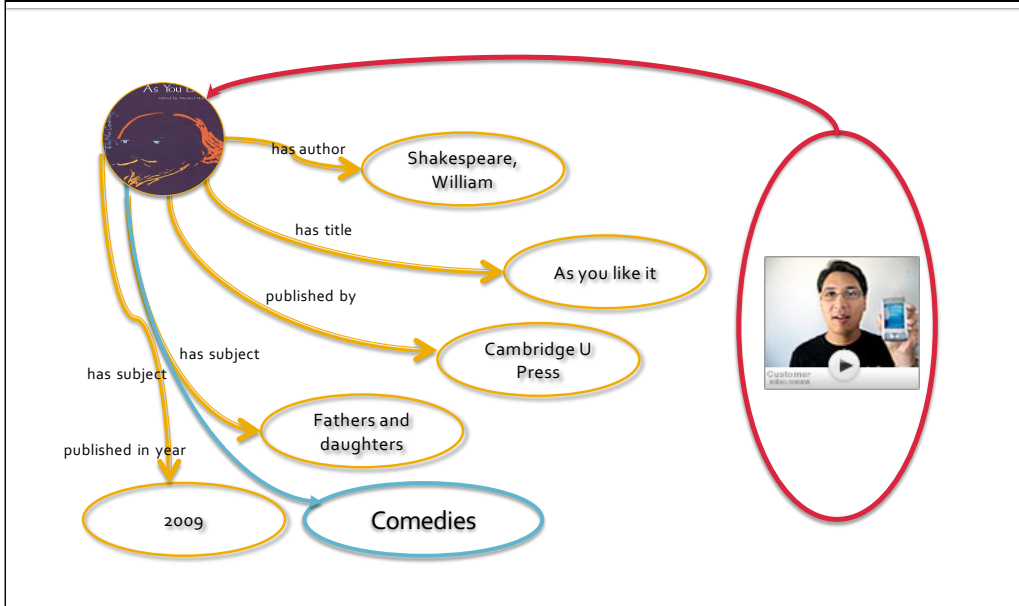 As You L
has author
Shakespeare,
William
has title
As you like it
published by
Cambridge U
Press
has subject
has subject
Fathers and
daughters
published in year
2009
Comedies
Customer